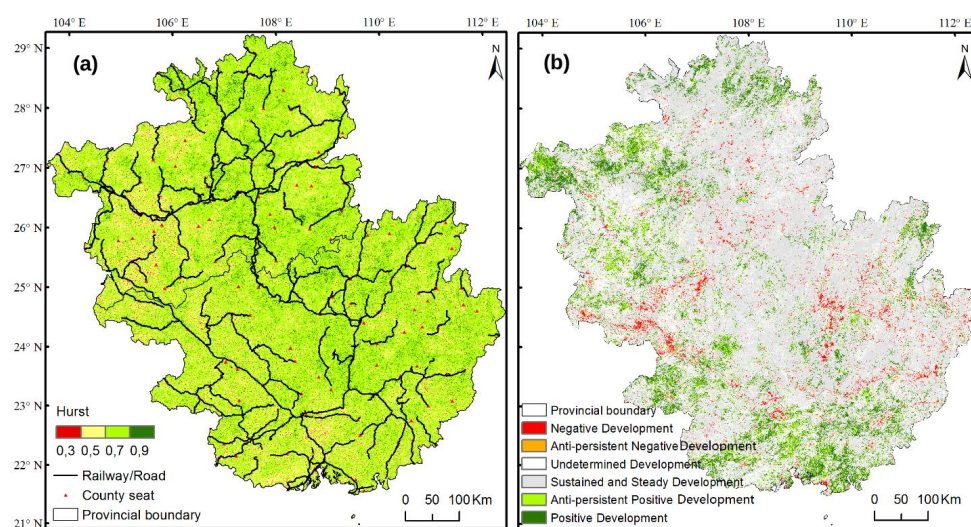 104° E 106° E 108° E 110° E 112° E
104° E 106° E 108° E 110° E 112° E
(a)
N
(b)
N
29° N
28° N
27° N
26° N
25° N
24° N
23° N
22° N
21° N
Hurst
0,3 0,5 0,7 0,9
Railway/Road
County seat
Provincial boundary
0 50 100 Km
Provincial boundary
Negative Development
Anti-persistent Negative Development
Undetermined Development
Sustained and Steady Development
Anti-persistent Positive Development
Positive Development
0 50 100 Km